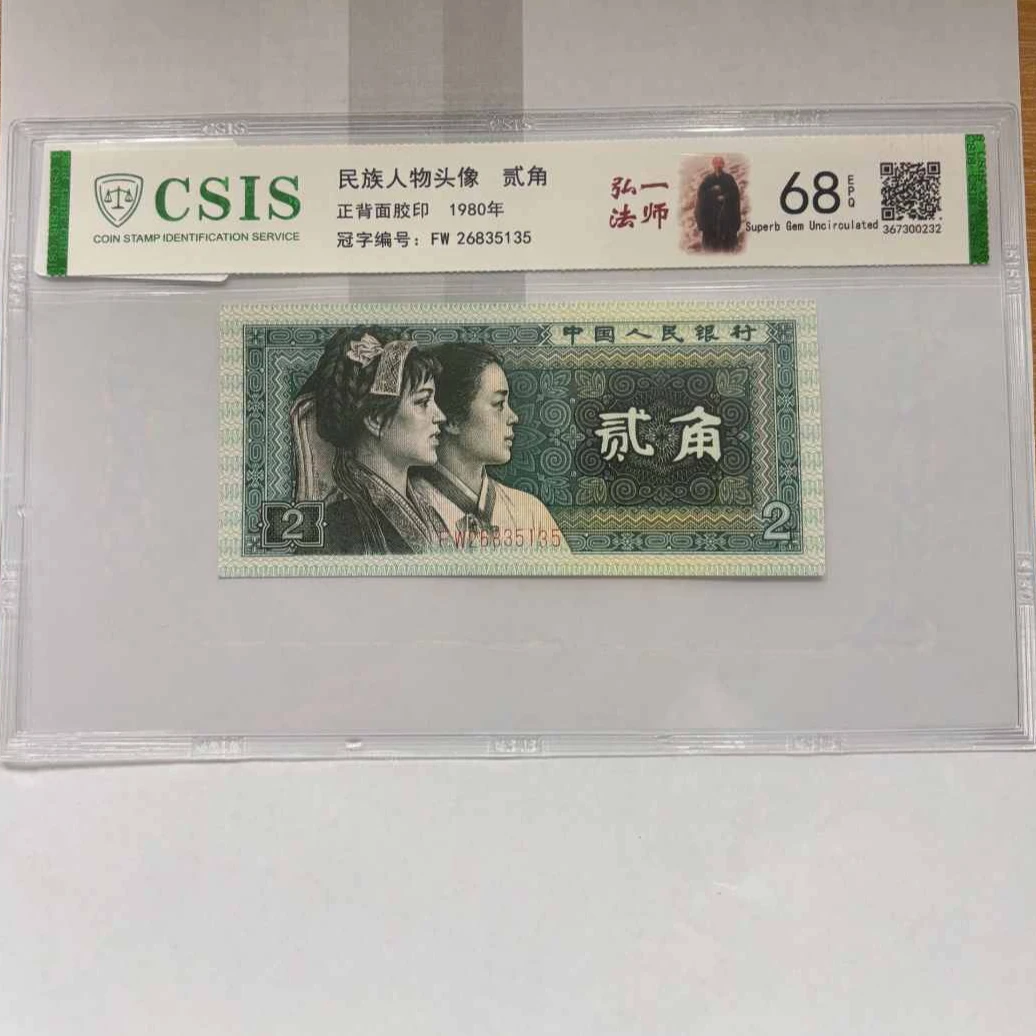 CSIS
COIN STAMP IDENTIFICATION SERVICE
民族人物头像 贰角
正背面胶印 1980年
冠字编号：FW 26835135
弘一
法师
68 EPQ
Superb Gem Uncirculated
367300232
中国人民银行
贰角
2
2
FW26835135